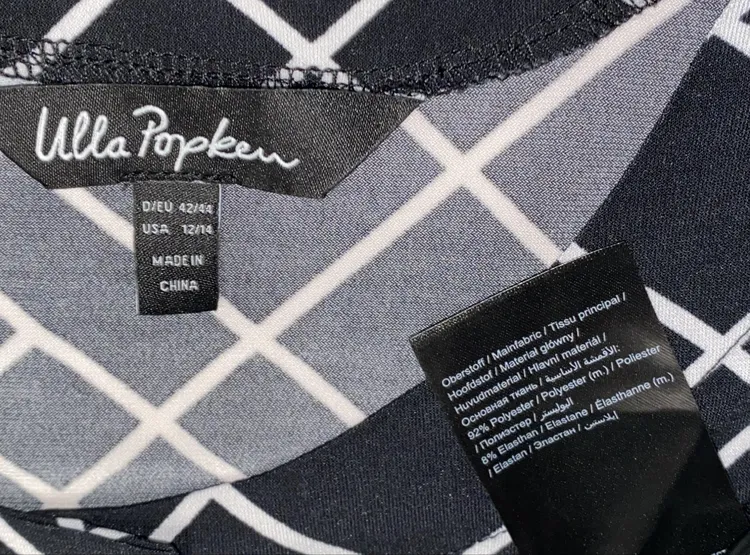 Ulla Popken
D/EU 42/44
USA 12/14
MADE IN
CHINA
Oberstoff / Mainfabric / Tissu principal /
Hoofdstof / Materiał główny /
Huvudmaterial / Hlavní materiál /
Основная ткань / الأقمشة الأساسية:
92% Polyester / Polyester (m.) / Poliester
/ Полиэстер / البوليستر
8% Elasthan / Elastane / Élasthanne (m.)
/ Elastan / Эластан / إيلاستين